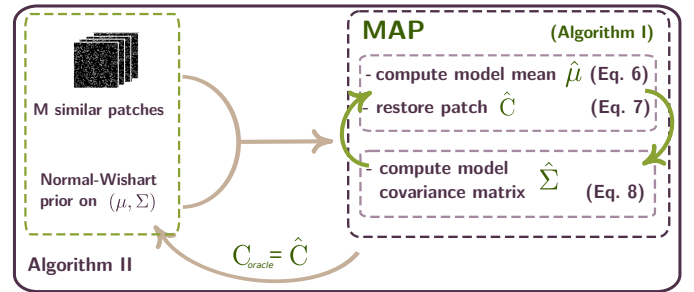 M similar patches
Normal-Wishart
prior on (μ, Σ)
Algorithm II
MAP (Algorithm I)
- compute model mean μ̂ (Eq. 6)
- restore patch Ĉ (Eq. 7)
- compute model
covariance matrix Σ̂ (Eq. 8)
C_oracle = Ĉ